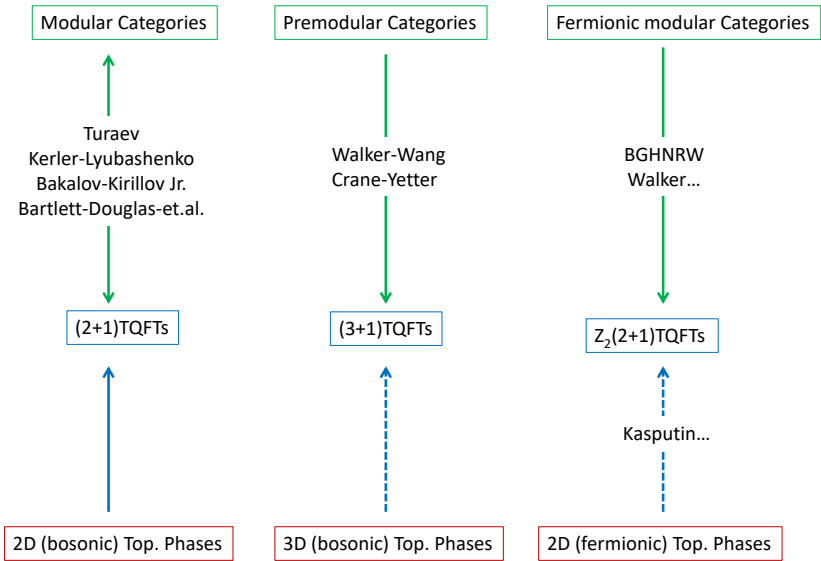 Modular Categories
Premodular Categories
Fermionic modular Categories
Turaev
Kerler-Lyubashenko
Bakalov-Kirillov Jr.
Bartlett-Douglas-et.al.
Walker-Wang
Crane-Yetter
BGHNRW
Walker…
(2+1)TQFTs
(3+1)TQFTs
Z₂(2+1)TQFTs
Kasputin…
2D (bosonic) Top. Phases
3D (bosonic) Top. Phases
2D (fermionic) Top. Phases